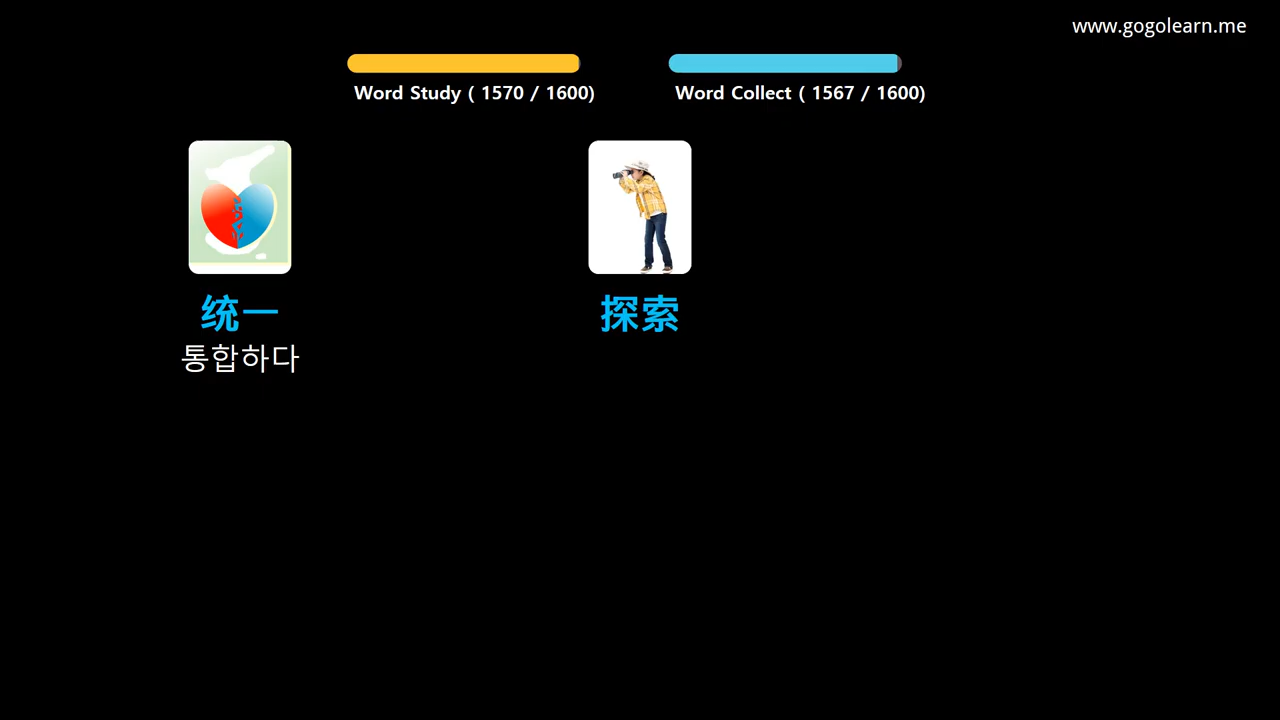 www.gogolearn.me
Word Study ( 1570 / 1600)
Word Collect ( 1567 / 1600)
统一
探索
통합하다